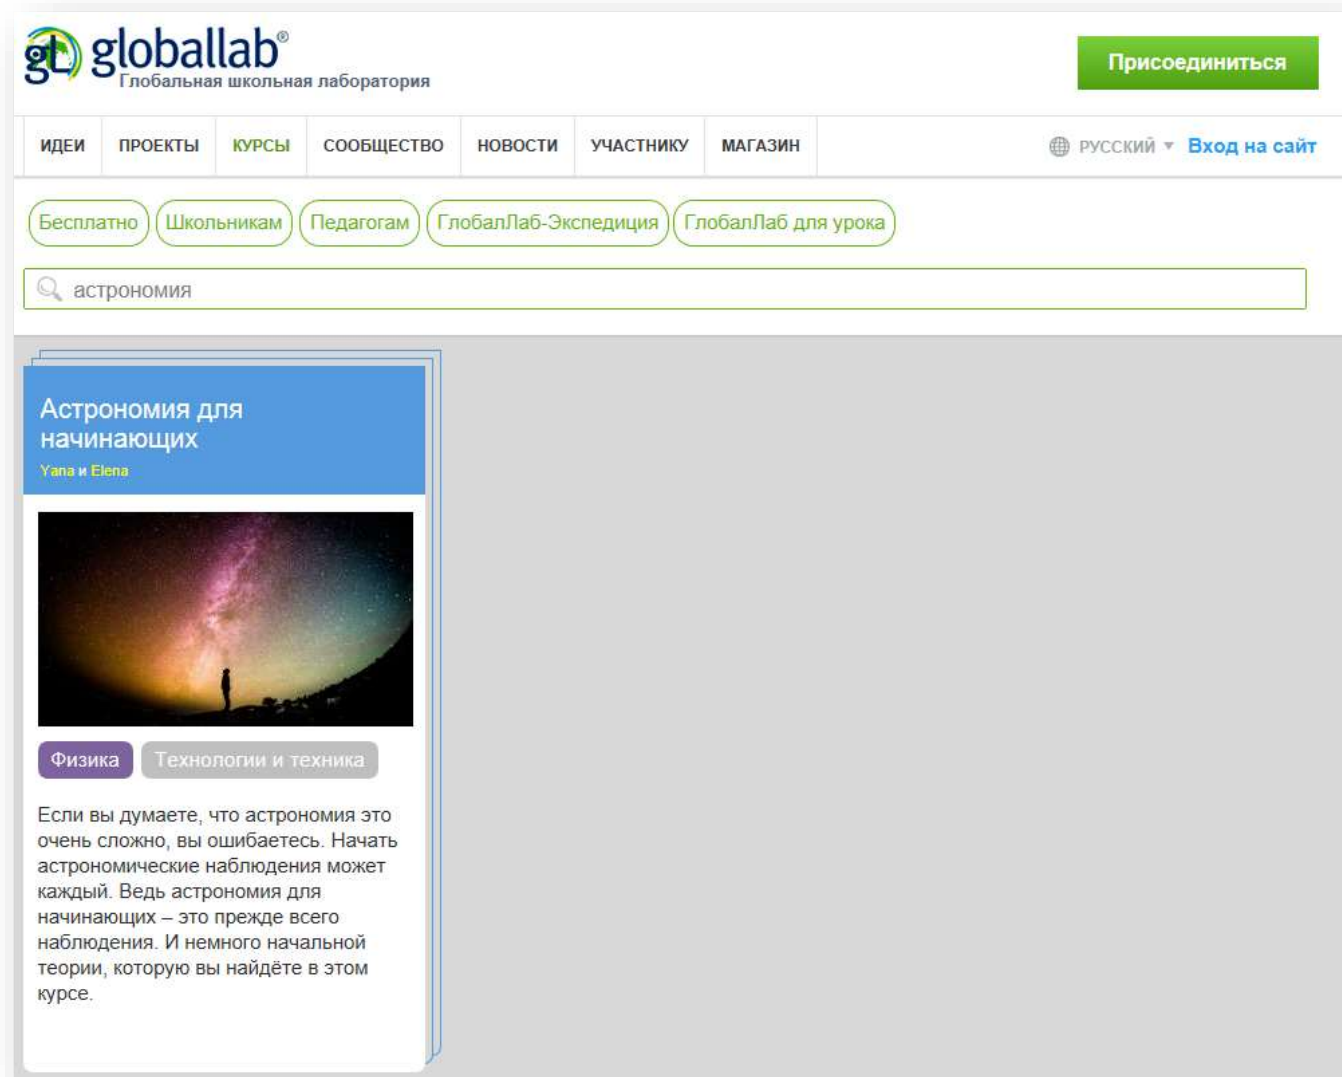 gl globallab®
Глобальная школьная лаборатория
Присоединиться
ИДЕИ ПРОЕКТЫ КУРСЫ СООБЩЕСТВО НОВОСТИ УЧАСТНИКУ МАГАЗИН РУССКИЙ Вход на сайт
Бесплатно Школьникам Педагогам ГлобалЛаб-Экспедиция ГлобалЛаб для урока
астрономия
Астрономия для
начинающих
Yana и Elena
Физика Технологии и техника
Если вы думаете, что астрономия это
очень сложно, вы ошибаетесь. Начать
астрономические наблюдения может
каждый. Ведь астрономия для
начинающих – это прежде всего
наблюдения. И немного начальной
теории, которую вы найдёте в этом
курсе.